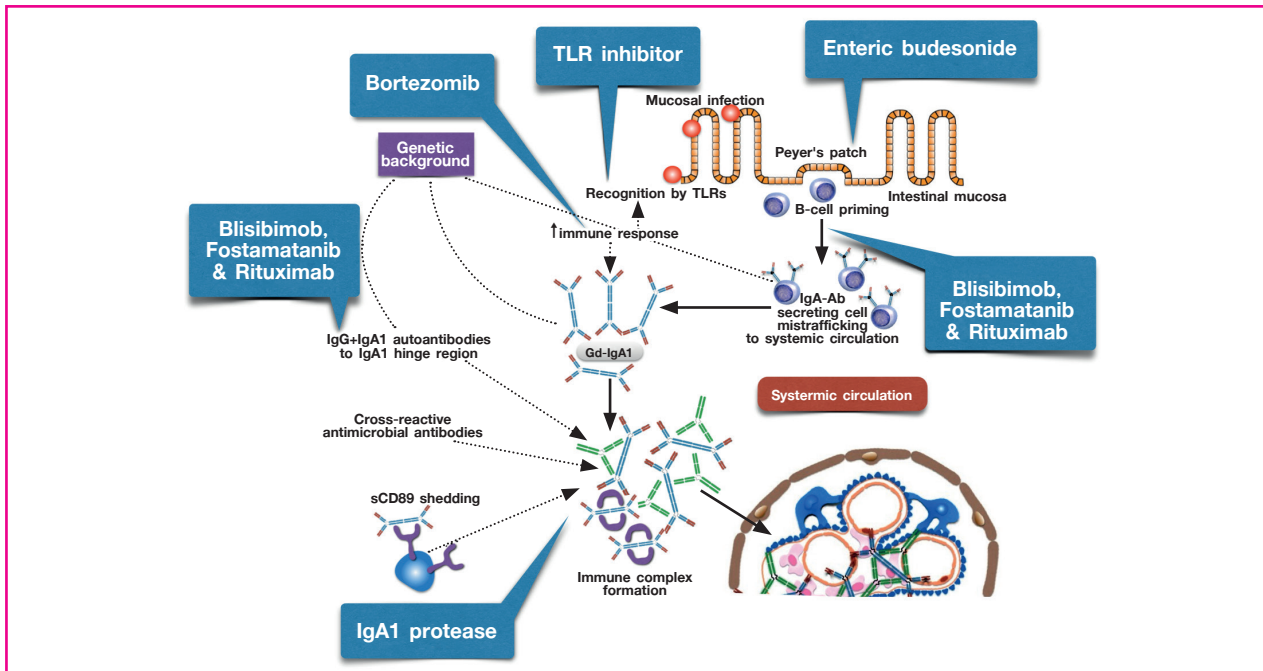 TLR inhibitor
Enteric budesonide
Bortezomib
Mucosal infection
Genetic
background
Peyer's patch
Recognition by TLRs
Intestinal mucosa
B-cell priming
↑immune response
Blisibimob,
Fostamatanib
& Rituximab
Blisibimob,
Fostamatanib
& Rituximab
IgA-Ab
secreting cell
mistrafficking
to systemic circulation
IgG+IgA1 autoantibodies
to IgA1 hinge region
Gd-IgA1
Systermic circulation
Cross-reactive
antimicrobial antibodies
sCD89 shedding
Immune complex
formation
IgA1 protease